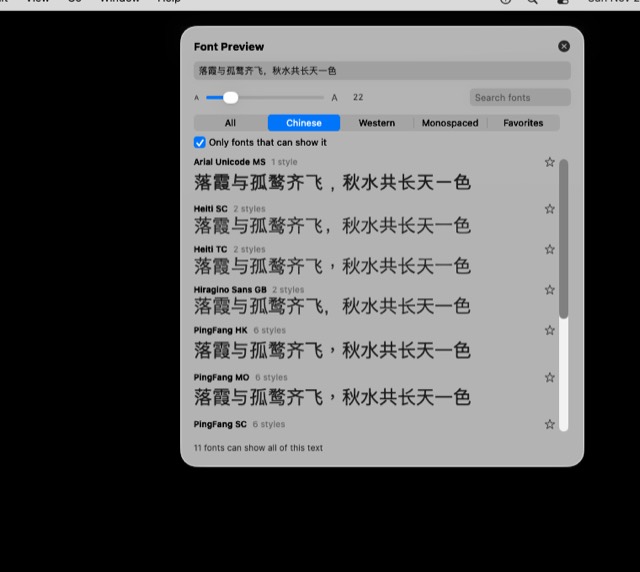 View
Window
Help
Font Preview
落霞与孤鹜齐飞，秋水共长天一色
A A 22 Search fonts
All Chinese Western Monospaced Favorites
Only fonts that can show it
Arial Unicode MS 1 style
落霞与孤鹜齐飞，秋水共长天一色
Heiti SC 2 styles
落霞与孤鹜齐飞，秋水共长天一色
Heiti TC 2 styles
落霞与孤鹜齐飞，秋水共长天一色
Hiragino Sans GB 2 styles
落霞与孤鹜齐飞，秋水共长天一色
PingFang HK 6 styles
落霞与孤鹜齐飞，秋水共长天一色
PingFang MO 6 styles
落霞与孤鹜齐飞，秋水共长天一色
PingFang SC 6 styles
11 fonts can show all of this text